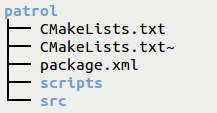 patrol
├── CMakeLists.txt
├── CMakeLists.txt~
├── package.xml
├── scripts
└── src